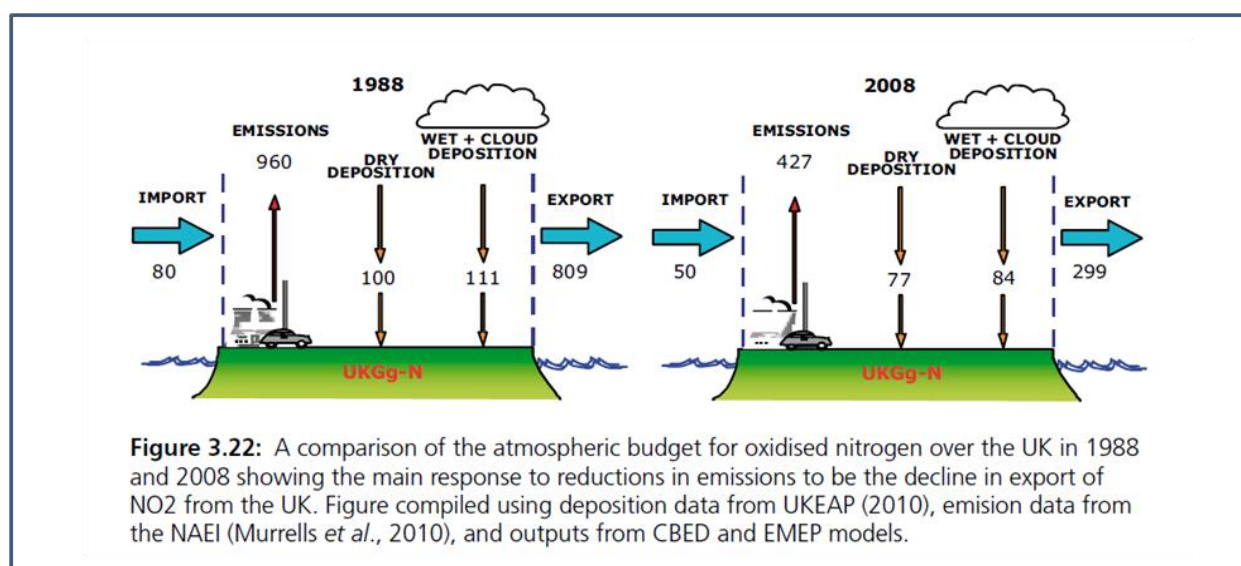 1988
EMISSIONS
960
DRY
DEPOSITION
WET + CLOUD
DEPOSITION
IMPORT
80
100
111
EXPORT
809
UKGg-N
2008
EMISSIONS
427
DRY
DEPOSITION
WET + CLOUD
DEPOSITION
IMPORT
50
77
84
EXPORT
299
UKGg-N
Figure 3.22: A comparison of the atmospheric budget for oxidised nitrogen over the UK in 1988
and 2008 showing the main response to reductions in emissions to be the decline in export of
NO2 from the UK. Figure compiled using deposition data from UKEAP (2010), emision data from
the NAEI (Murrells et al., 2010), and outputs from CBED and EMEP models.